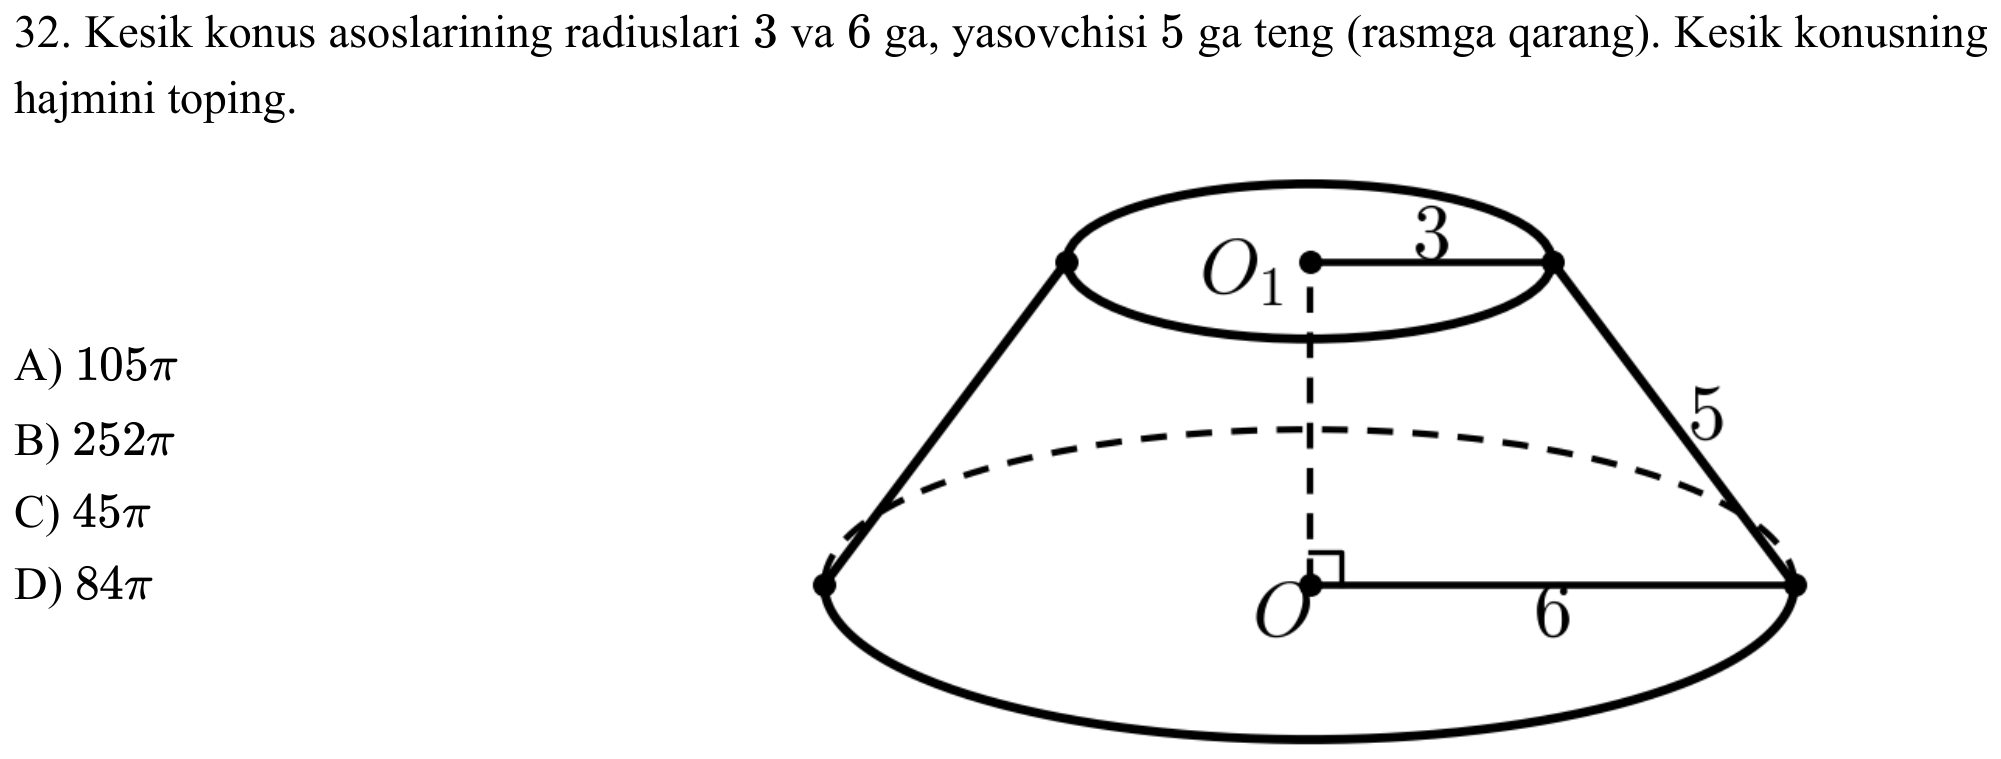 32. Kesik konus asoslarining radiuslari 3 va 6 ga, yasovchisi 5 ga teng (rasmga qarang). Kesik konusning
hajmini toping.
3
O₁
5
O
6
A) 105π
B) 252π
C) 45π
D) 84π